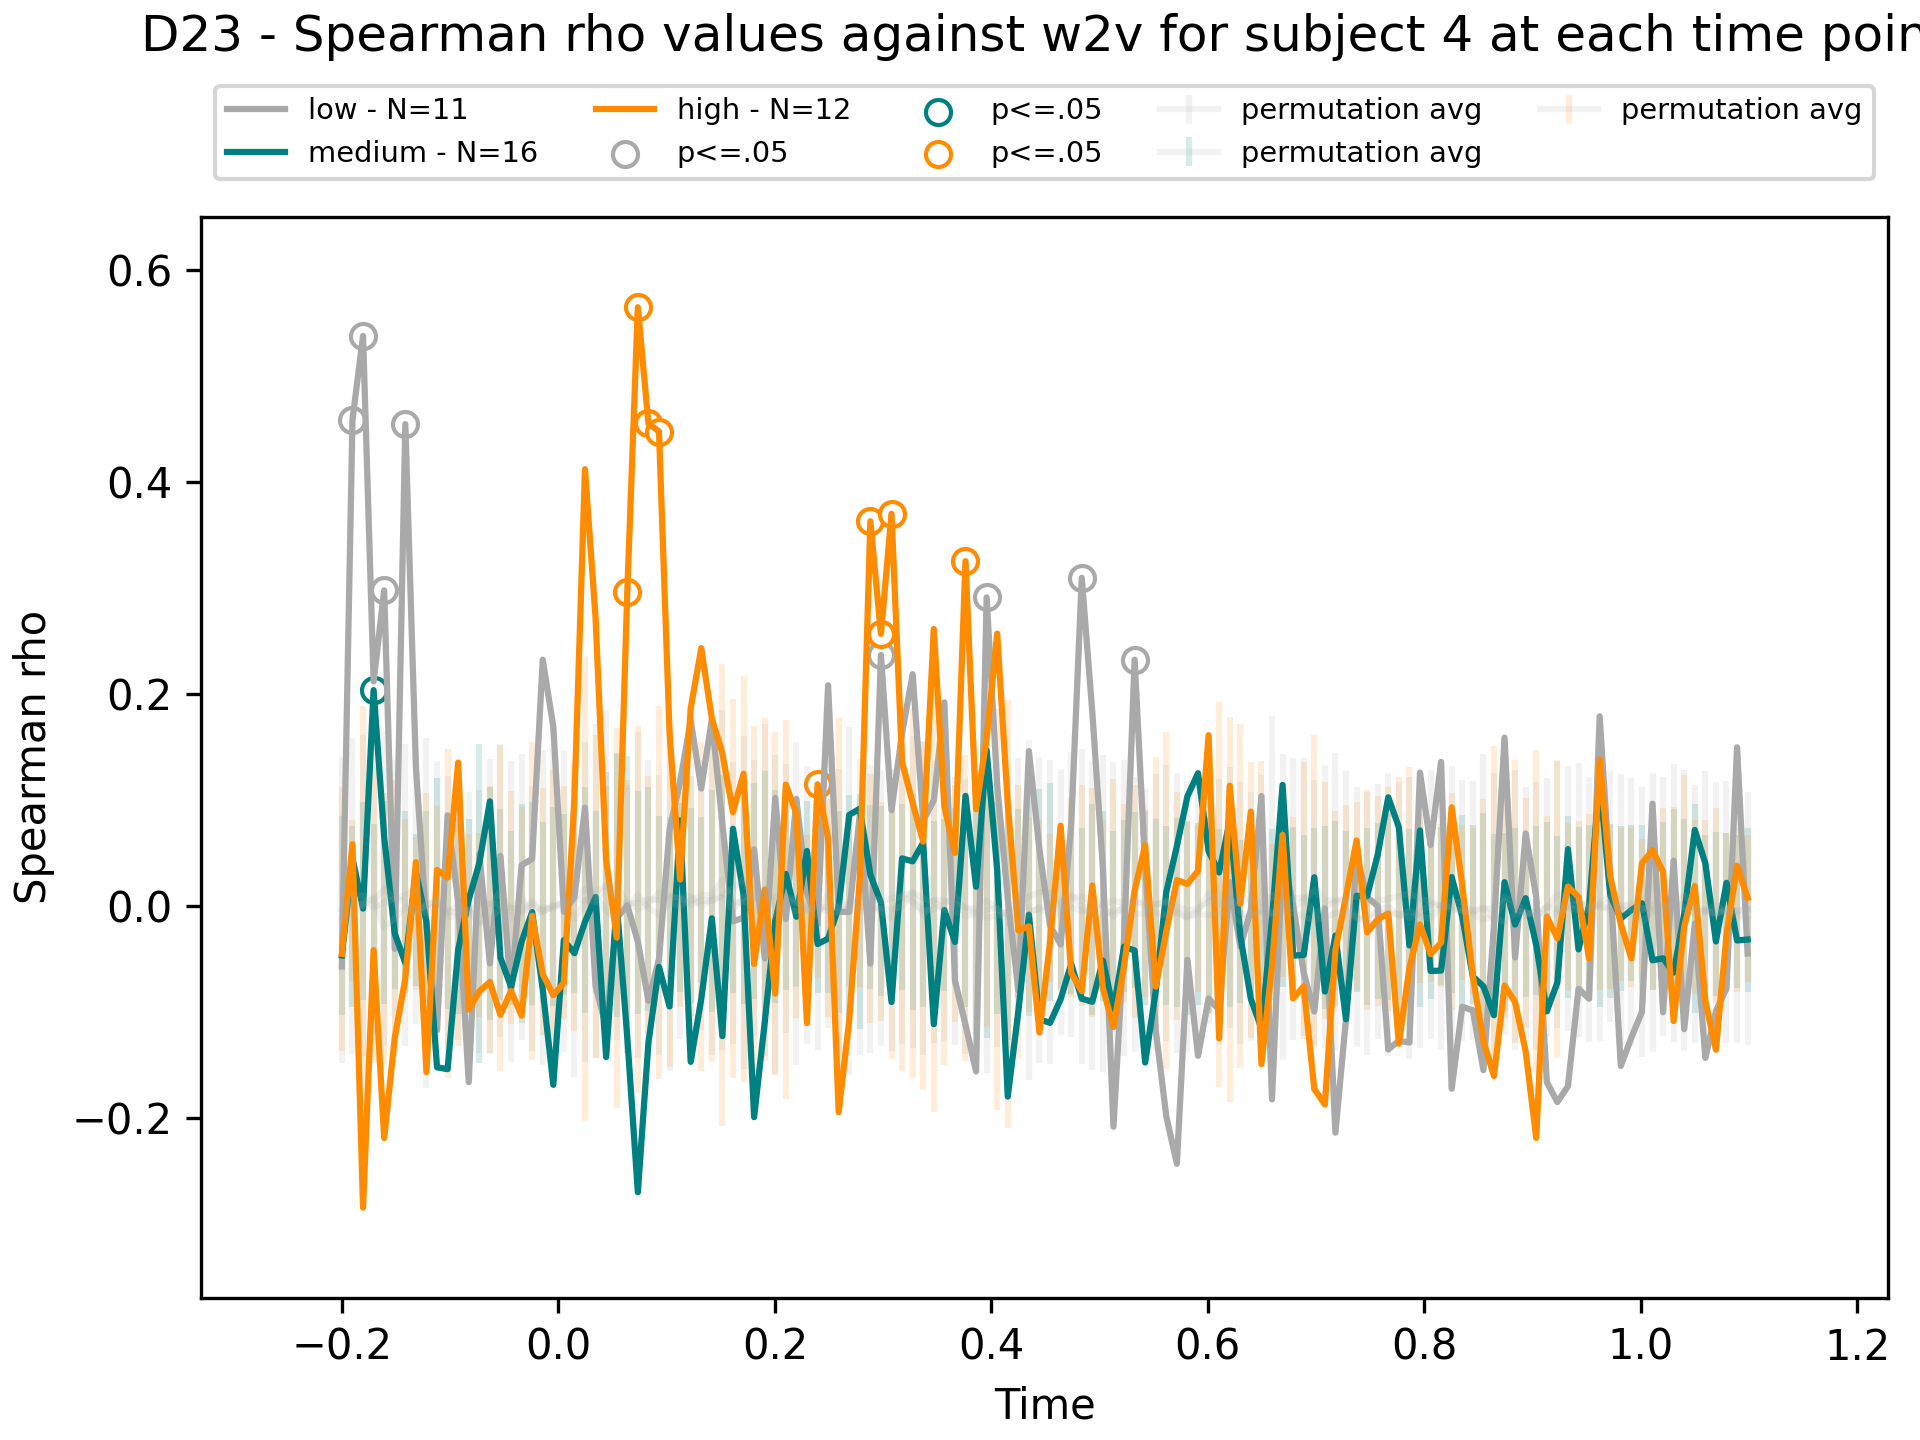 D23 - Spearman rho values against w2v for subject 4 at each time poin
low - N=11
medium - N=16
high - N=12
p<=.05
p<=.05
p<=.05
permutation avg
permutation avg
permutation avg
Spearman rho
0.6
0.4
0.2
0.0
−0.2
−0.2 0.0 0.2 0.4 0.6 0.8 1.0 1.2
Time